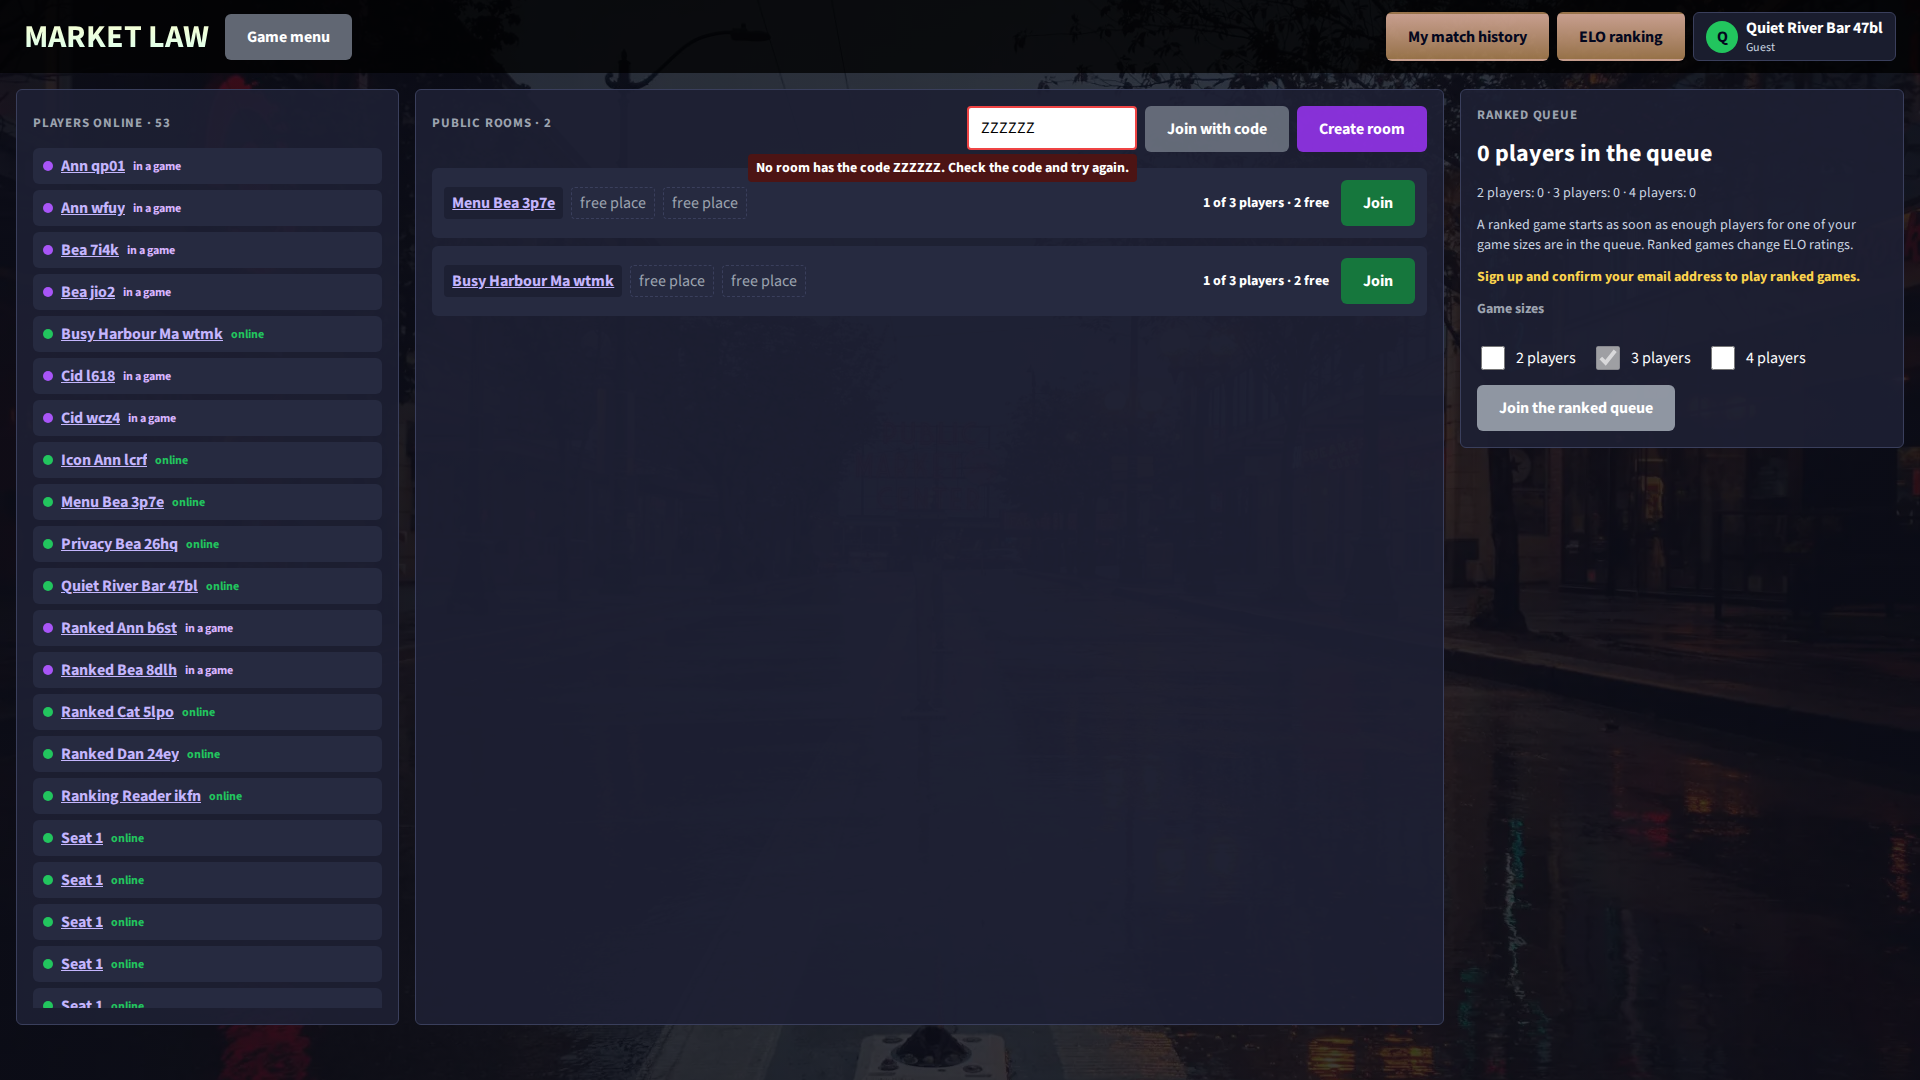 MARKET LAW
Game menu
My match history
ELO ranking
Q
Quiet River Bar 47bl
Guest
PLAYERS ONLINE · 53
Ann qp01 in a game
Ann wfuy in a game
Bea 7i4k in a game
Bea jio2 in a game
Busy Harbour Ma wtmk online
Cid l618 in a game
Cid wcz4 in a game
Icon Ann lcrf online
Menu Bea 3p7e online
Privacy Bea 26hq online
Quiet River Bar 47bl online
Ranked Ann b6st in a game
Ranked Bea 8dlh in a game
Ranked Cat 5lpo online
Ranked Dan 24ey online
Ranking Reader ikfn online
Seat 1 online
Seat 1 online
Seat 1 online
Seat 1 online
Seat 1 online
PUBLIC ROOMS · 2
ZZZZZZ
Join with code
Create room
No room has the code ZZZZZZ. Check the code and try again.
Menu Bea 3p7e free place free place 1 of 3 players · 2 free Join
Busy Harbour Ma wtmk free place free place 1 of 3 players · 2 free Join
RANKED QUEUE
0 players in the queue
2 players: 0 · 3 players: 0 · 4 players: 0
A ranked game starts as soon as enough players for one of your
game sizes are in the queue. Ranked games change ELO ratings.
Sign up and confirm your email address to play ranked games.
Game sizes
2 players 3 players 4 players
Join the ranked queue